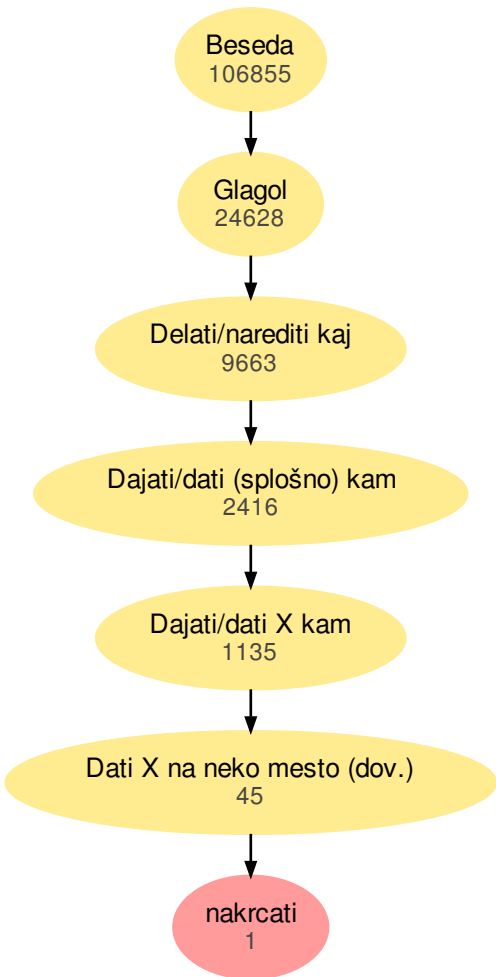 Beseda
106855
Glagol
24628
Delati/narediti kaj
9663
Dajati/dati (splošno) kam
2416
Dajati/dati X kam
1135
Dati X na neko mesto (dov.)
45
nakrcati
1